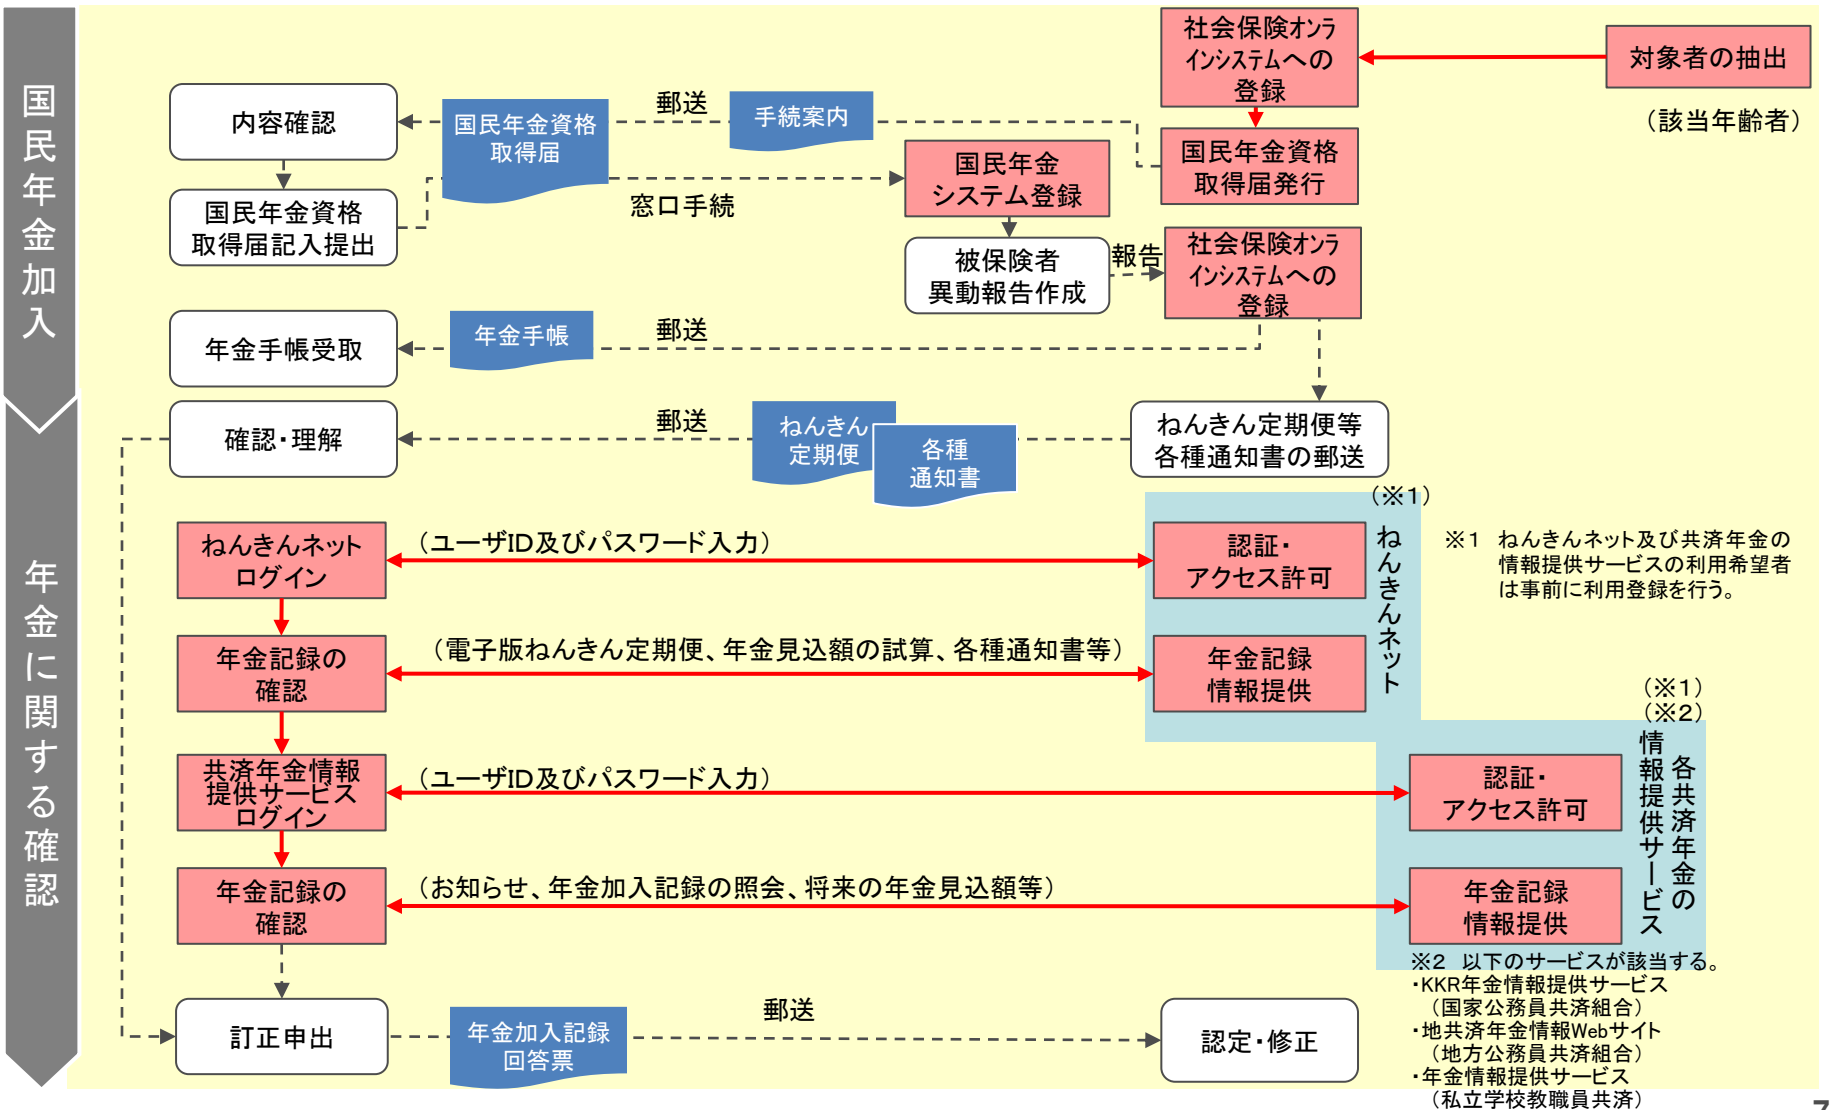 国民年金加入
年金に関する確認
社会保険オンラ
インシステムへの
登録
対象者の抽出
（該当年齢者）
内容確認
国民年金資格
取得届
郵送
手続案内
国民年金資格
取得届発行
国民年金資格
取得届記入提出
窓口手続
国民年金
システム登録
被保険者
異動報告作成
報告
社会保険オンラ
インシステムへの
登録
年金手帳受取
年金手帳
郵送
確認・理解
郵送
ねんきん
定期便
各種
通知書
ねんきん定期便等
各種通知書の郵送
（※１）
ねんきんネット
ねんきんネット
ログイン
（ユーザID及びパスワード入力）
認証・
アクセス許可
※１　ねんきんネット及び共済年金の
情報提供サービスの利用希望者
は事前に利用登録を行う。
年金記録の
確認
（電子版ねんきん定期便、年金見込額の試算、各種通知書等）
年金記録
情報提供
（※１）
（※２）
各共済年金の
情報提供サービス
共済年金情報
提供サービス
ログイン
（ユーザID及びパスワード入力）
認証・
アクセス許可
年金記録の
確認
（お知らせ、年金加入記録の照会、将来の年金見込額等）
年金記録
情報提供
※２　以下のサービスが該当する。
・KKR年金情報提供サービス
（国家公務員共済組合）
・地共済年金情報Webサイト
（地方公務員共済組合）
・年金情報提供サービス
（私立学校教職員共済）
訂正申出
年金加入記録
回答票
郵送
認定・修正
7